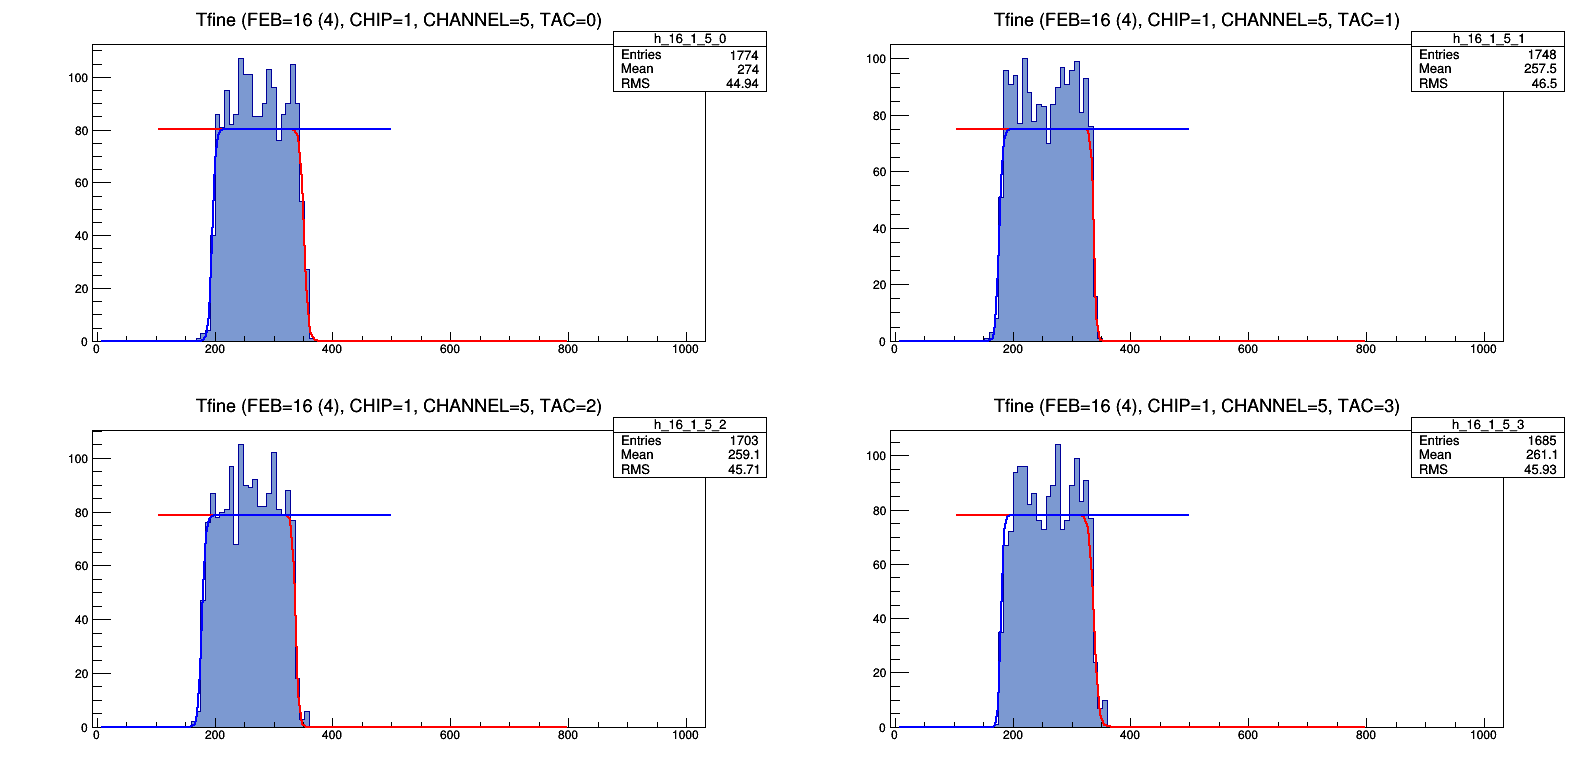 Tfine (FEB=16 (4), CHIP=1, CHANNEL=5, TAC=0)
h_16_1_5_0
Entries 1774
Mean 274
RMS 44.94
100
80
60
40
20
0
0 200 400 600 800 1000
Tfine (FEB=16 (4), CHIP=1, CHANNEL=5, TAC=1)
h_16_1_5_1
Entries 1748
Mean 257.5
RMS 46.5
100
80
60
40
20
0
0 200 400 600 800 1000
Tfine (FEB=16 (4), CHIP=1, CHANNEL=5, TAC=2)
h_16_1_5_2
Entries 1703
Mean 259.1
RMS 45.71
100
80
60
40
20
0
0 200 400 600 800 1000
Tfine (FEB=16 (4), CHIP=1, CHANNEL=5, TAC=3)
h_16_1_5_3
Entries 1685
Mean 261.1
RMS 45.93
100
80
60
40
20
0
0 200 400 600 800 1000